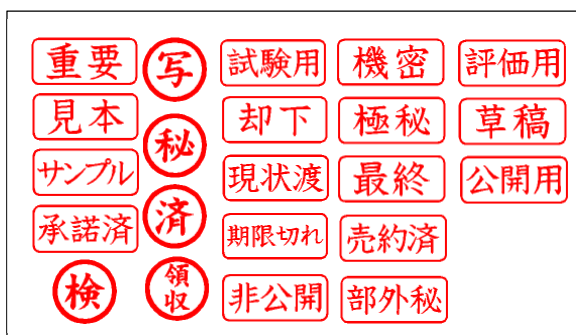 重要
見本
サンプル
承諾済
検
写
秘
済
領収
試験用
却下
現状渡
期限切れ
非公開
機密
極秘
最終
売約済
部外秘
評価用
草稿
公開用